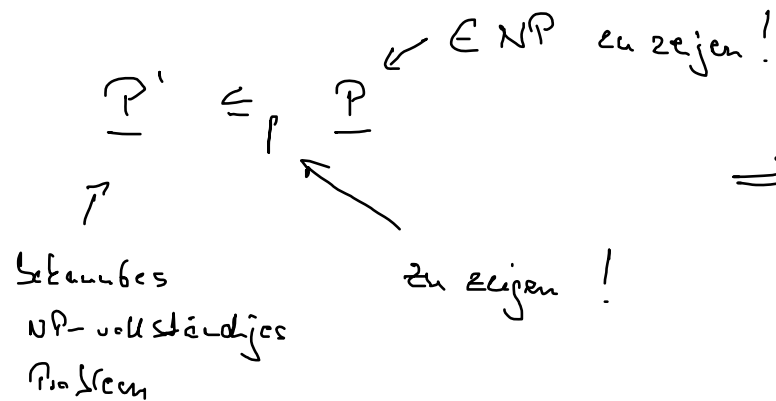 ∈ NP zu zeigen !
P' ≤p P
bekanntes
NP-vollständiges
Problem
zu zeigen !